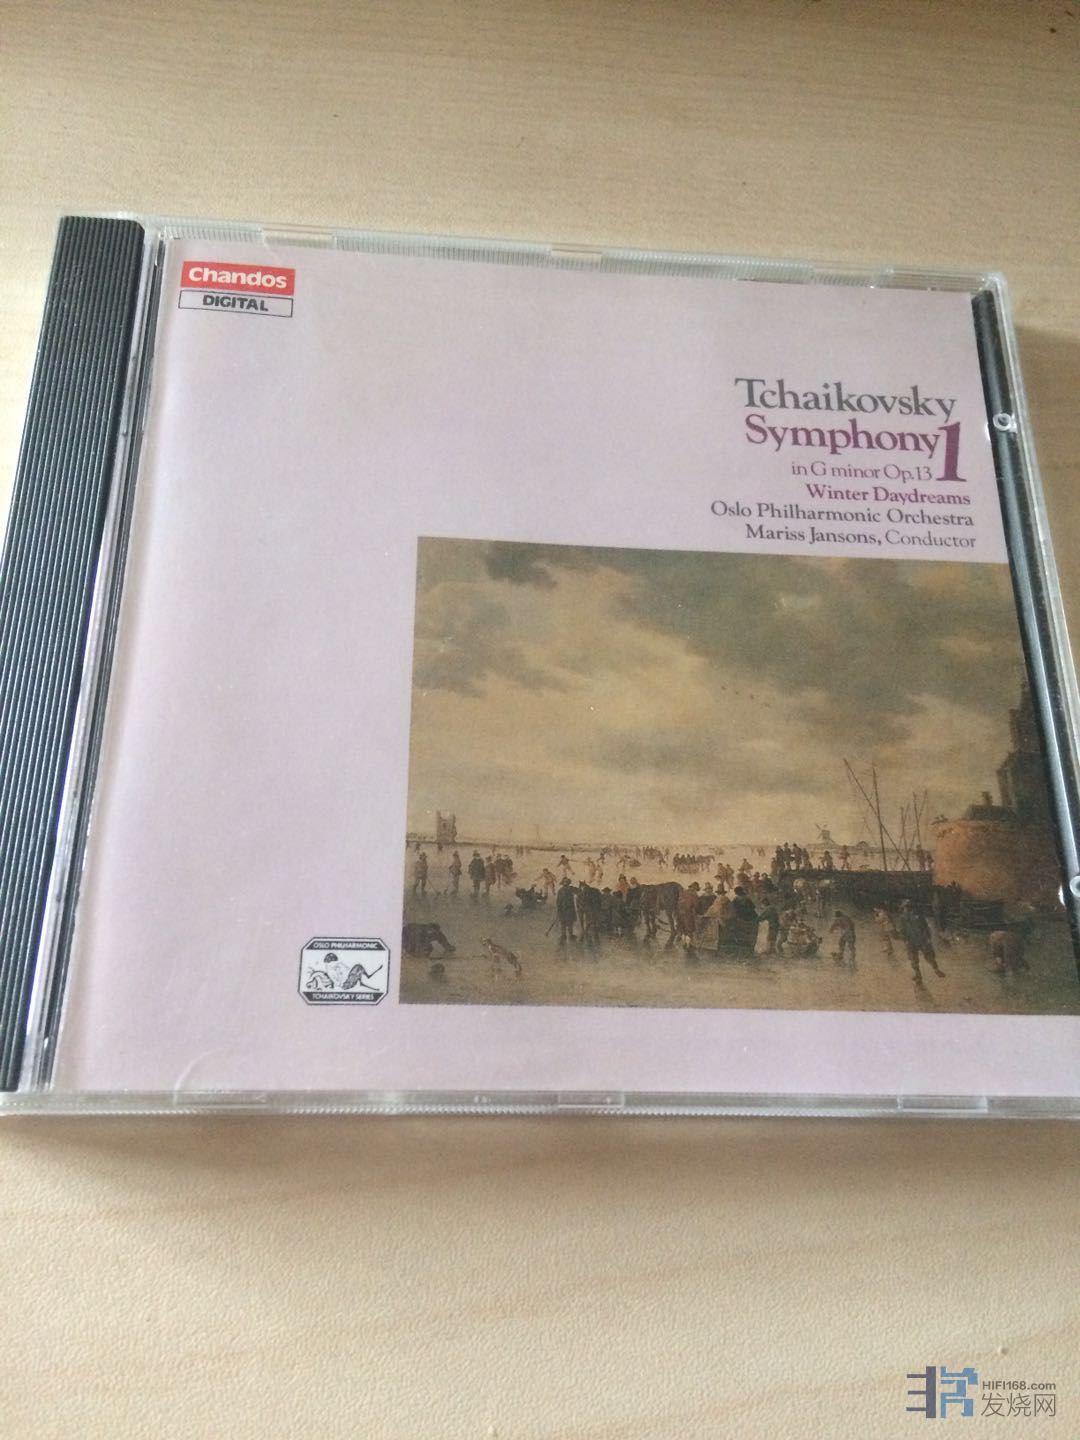 Chandos
DIGITAL
Tchaikovsky
Symphony 1
in G minor Op.13
Winter Daydreams
Oslo Philharmonic Orchestra
Mariss Jansons, Conductor
OSLO PHILHARMONIC
TCHAIKOVSKY SERIES
HIFI168.com
发烧网